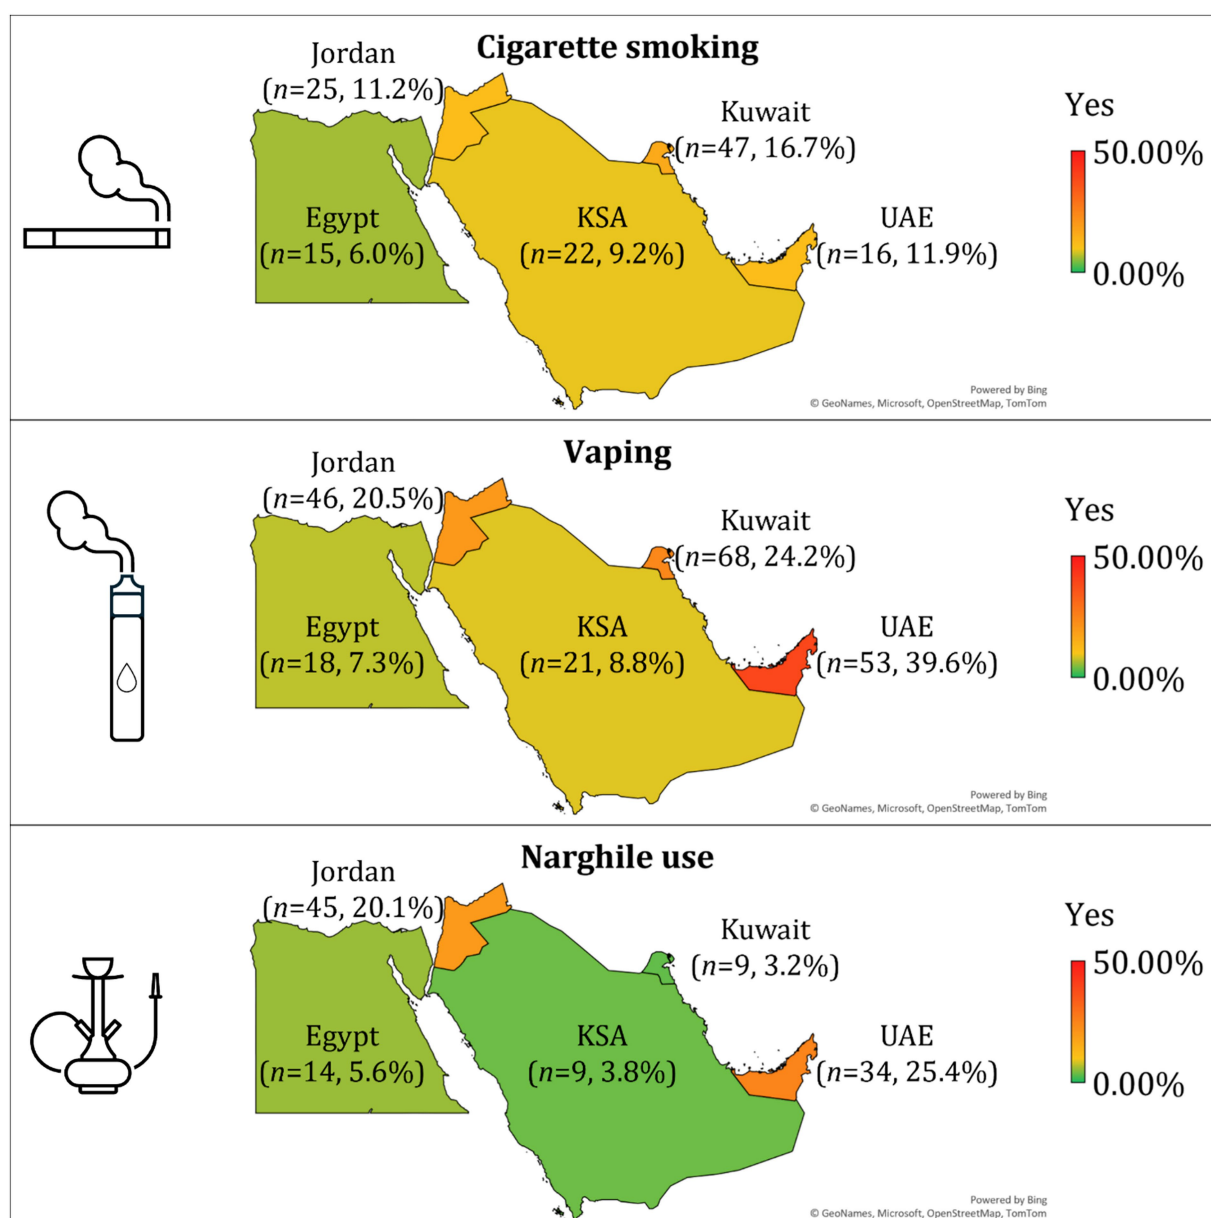 Cigarette smoking
Jordan
(n=25, 11.2%)
Kuwait
(n=47, 16.7%)
Egypt
(n=15, 6.0%)
KSA
(n=22, 9.2%)
UAE
(n=16, 11.9%)
Yes
50.00%
0.00%
Powered by Bing
© GeoNames, Microsoft, OpenStreetMap, TomTom
Vaping
Jordan
(n=46, 20.5%)
Kuwait
(n=68, 24.2%)
Egypt
(n=18, 7.3%)
KSA
(n=21, 8.8%)
UAE
(n=53, 39.6%)
Yes
50.00%
0.00%
Powered by Bing
© GeoNames, Microsoft, OpenStreetMap, TomTom
Narghile use
Jordan
(n=45, 20.1%)
Kuwait
(n=9, 3.2%)
Egypt
(n=14, 5.6%)
KSA
(n=9, 3.8%)
UAE
(n=34, 25.4%)
Yes
50.00%
0.00%
Powered by Bing
© GeoNames, Microsoft, OpenStreetMap, TomTom